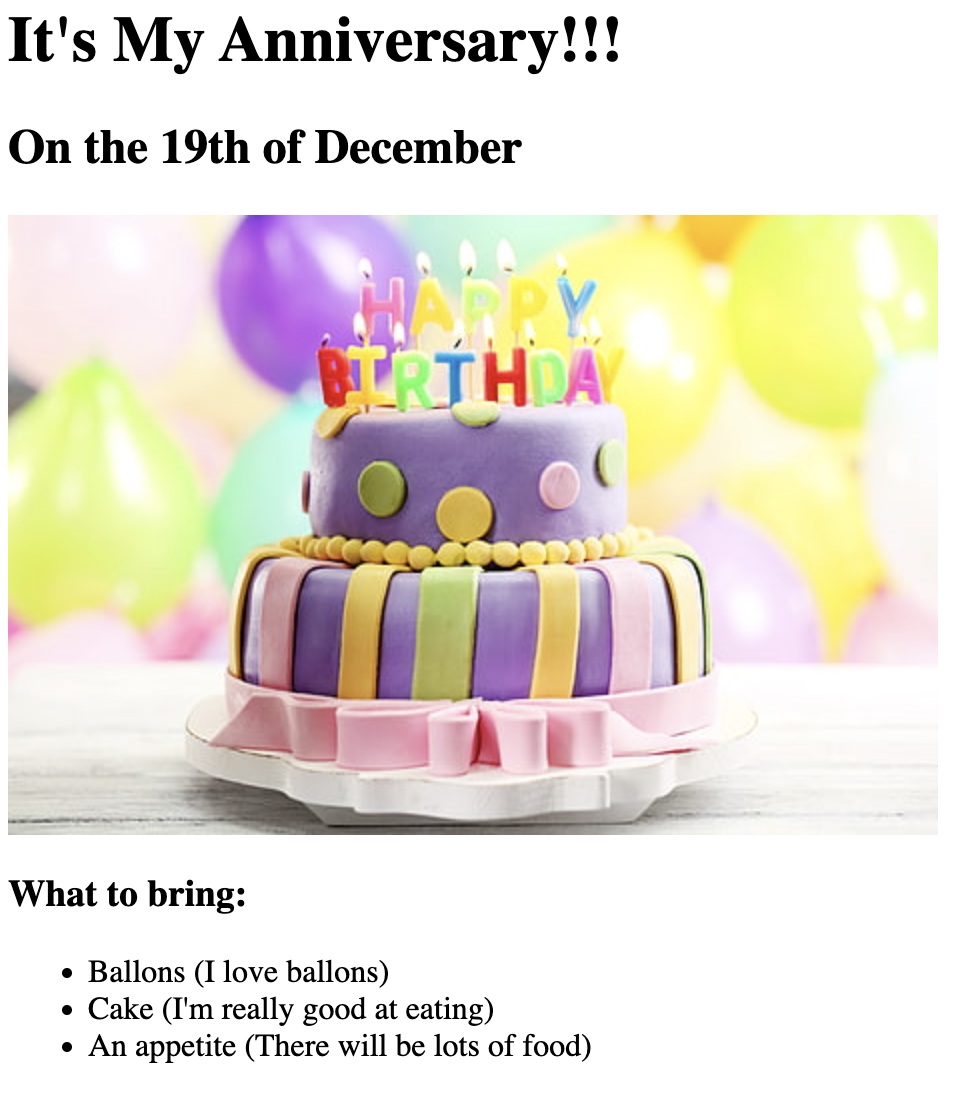 It's My Anniversary!!!
On the 19th of December
HAPPY
BIRTHDAY
What to bring:
Ballons (I love ballons)
Cake (I'm really good at eating)
An appetite (There will be lots of food)